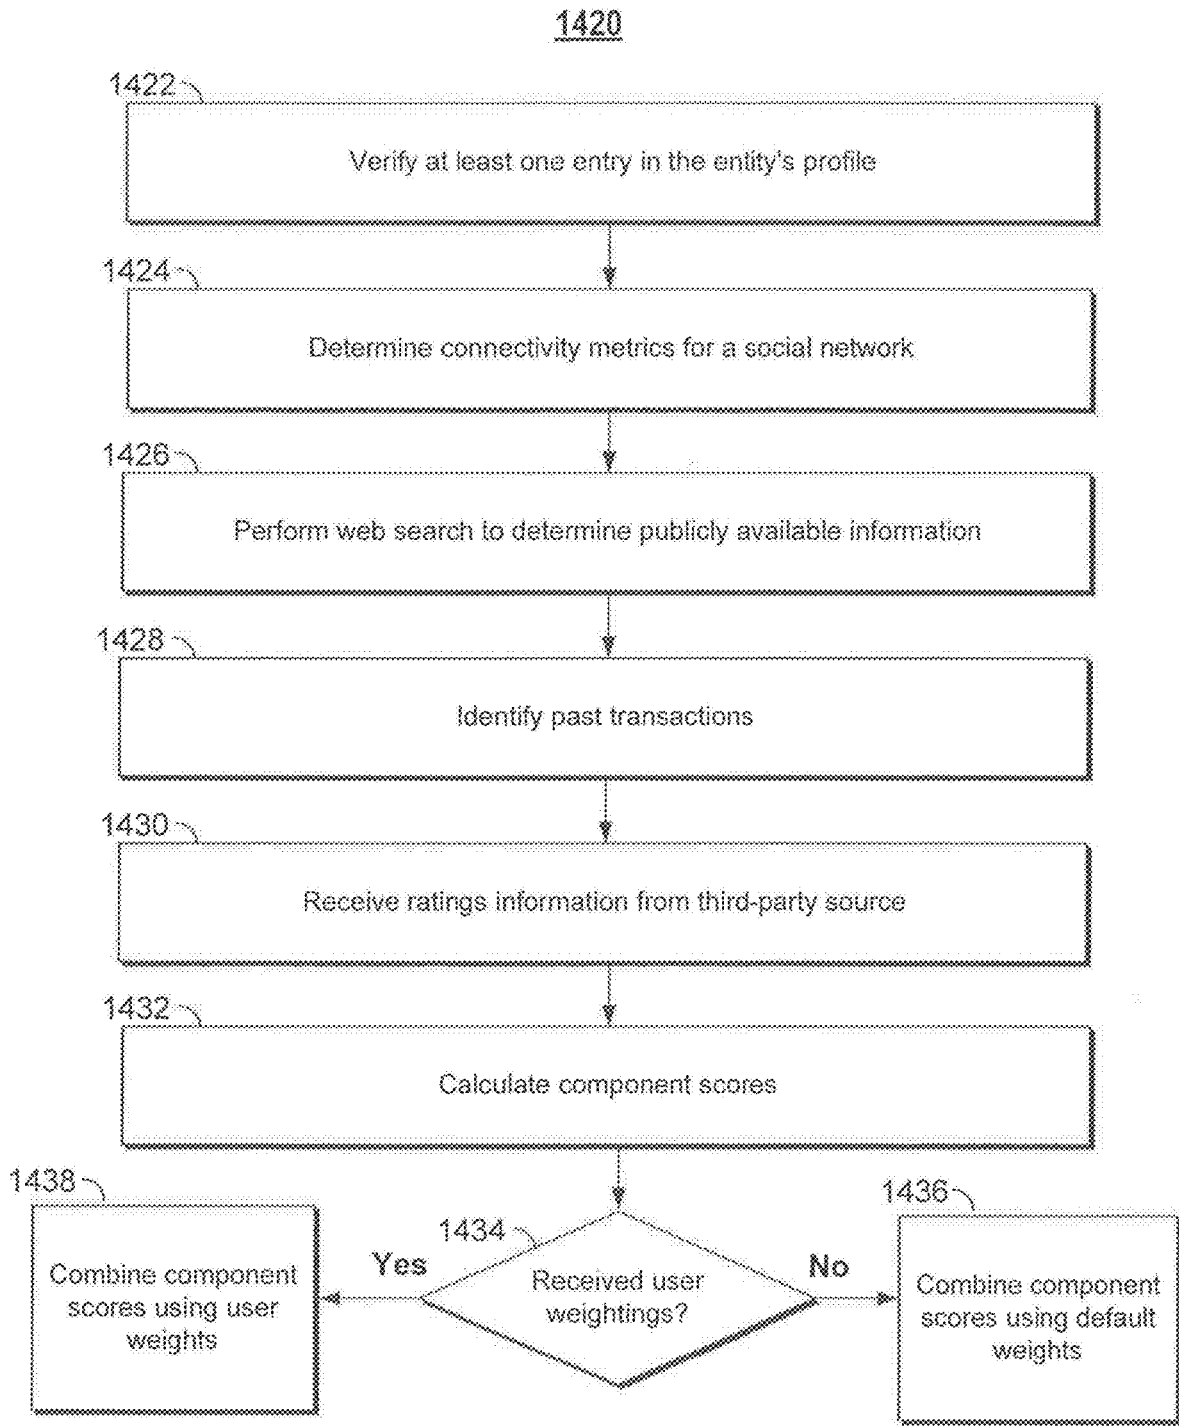 1420
1422
Verify at least one entry in the entity's profile
1424
Determine connectivity metrics for a social network
1426
Perform web search to determine publicly available information
1428
Identify past transactions
1430
Receive ratings information from third-party source
1432
Calculate component scores
1438
Combine component
scores using user
weights
Yes
1434
Received user
weightings?
No
1436
Combine component
scores using default
weights